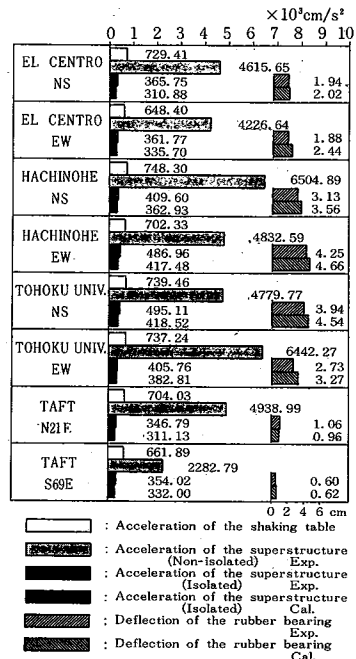 ×10³cm/s²
0 1 2 3 4 5 6 7 8 9 10
EL CENTRO
NS
729.41
4615.65
365.75
310.88
1.94
2.02
EL CENTRO
EW
648.40
4226.64
361.77
335.70
1.88
2.44
HACHINOHE
NS
748.30
6504.89
409.60
362.93
3.13
3.56
HACHINOHE
EW
702.33
4832.59
486.96
417.48
4.25
4.66
TOHOKU UNIV.
NS
739.46
4779.77
495.11
418.52
3.94
4.54
TOHOKU UNIV.
EW
737.24
6442.27
405.76
382.81
2.73
3.27
TAFT
N21E
704.03
4938.99
346.79
311.13
1.06
0.96
TAFT
S69E
661.89
2282.79
354.02
332.00
0.60
0.62
0 2 4 6 cm
: Acceleration of the shaking table
: Acceleration of the superstructure
(Non-isolated) Exp.
: Acceleration of the superstructure
(Isolated) Exp.
: Acceleration of the superstructure
(Isolated) Cal.
: Deflection of the rubber bearing
Exp.
: Deflection of the rubber bearing
Cal.